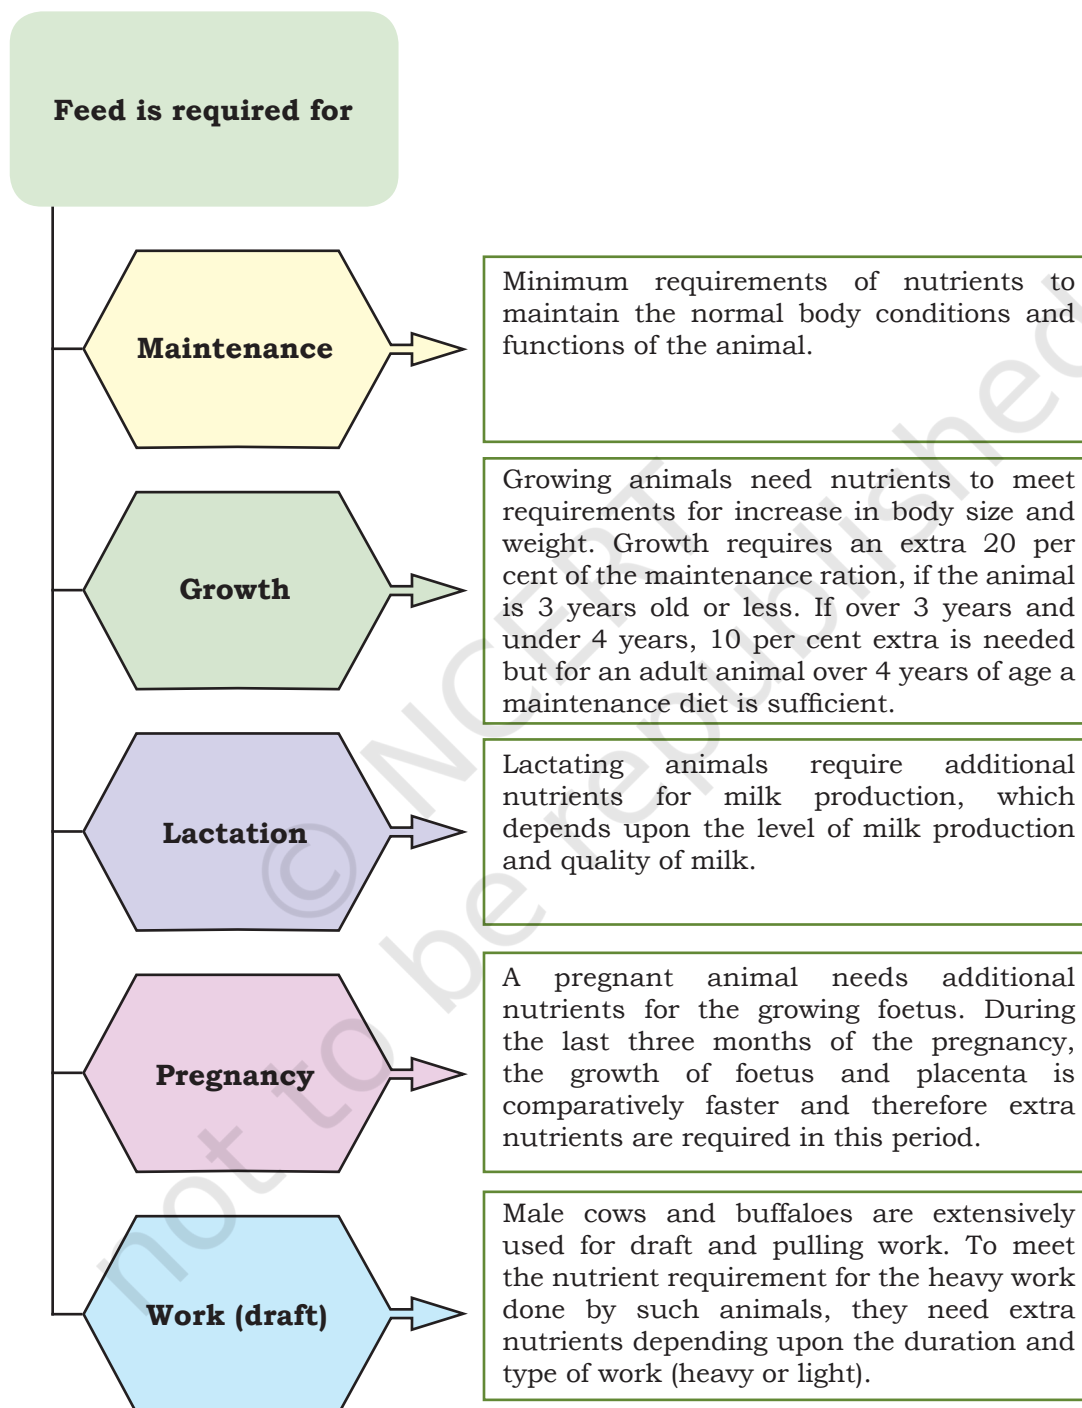 Feed is required for
Maintenance
Minimum requirements of nutrients to
maintain the normal body conditions and
functions of the animal.
Growth
Growing animals need nutrients to meet
requirements for increase in body size and
weight. Growth requires an extra 20 per
cent of the maintenance ration, if the animal
is 3 years old or less. If over 3 years and
under 4 years, 10 per cent extra is needed
but for an adult animal over 4 years of age a
maintenance diet is sufficient.
Lactation
Lactating animals require additional
nutrients for milk production, which
depends upon the level of milk production
and quality of milk.
Pregnancy
A pregnant animal needs additional
nutrients for the growing foetus. During
the last three months of the pregnancy,
the growth of foetus and placenta is
comparatively faster and therefore extra
nutrients are required in this period.
Work (draft)
Male cows and buffaloes are extensively
used for draft and pulling work. To meet
the nutrient requirement for the heavy work
done by such animals, they need extra
nutrients depending upon the duration and
type of work (heavy or light).
© NCERT
not to be republished